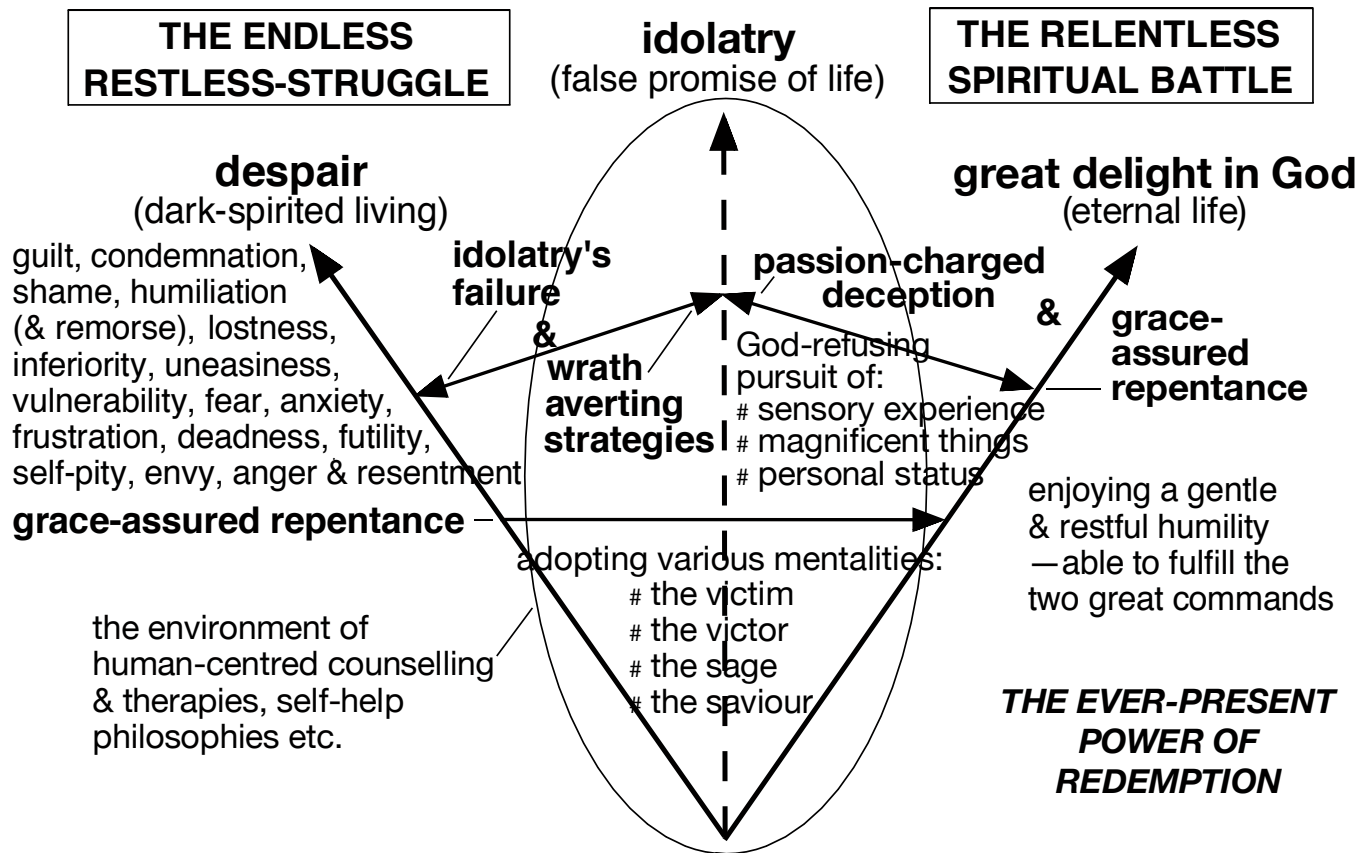 THE ENDLESS
RESTLESS-STRUGGLE
idolatry
(false promise of life)
THE RELENTLESS
SPIRITUAL BATTLE
despair
(dark-spirited living)
great delight in God
(eternal life)
guilt, condemnation,
shame, humiliation
(& remorse), lostness,
inferiority, uneasiness,
vulnerability, fear, anxiety,
frustration, deadness, futility,
self-pity, envy, anger & resentment
idolatry's
failure
&
wrath
averting
strategies
passion-charged
deception
&
grace-
assured
repentance
God-refusing
pursuit of:
# sensory experience
# magnificent things
# personal status
grace-assured repentance
enjoying a gentle
& restful humility
—able to fulfill the
two great commands
adopting various mentalities:
# the victim
# the victor
# the sage
# the saviour
the environment of
human-centred counselling
& therapies, self-help
philosophies etc.
THE EVER-PRESENT
POWER OF
REDEMPTION